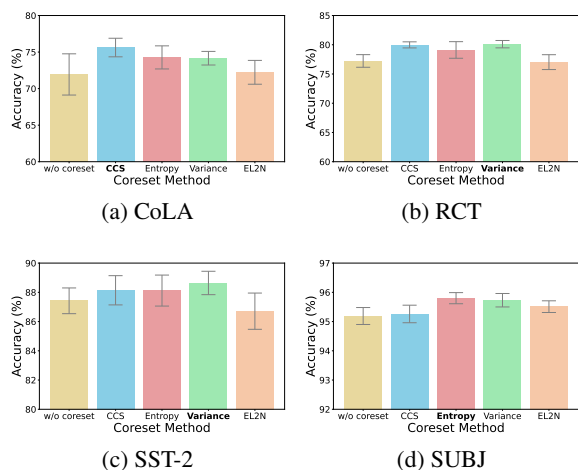 80
75
70
65
60
Accuracy (%)
w/o coreset CCS Entropy Variance EL2N
Coreset Method
(a) CoLA
85
80
75
70
65
60
Accuracy (%)
w/o coreset CCS Entropy Variance EL2N
Coreset Method
(b) RCT
90
88
86
84
82
80
Accuracy (%)
w/o coreset CCS Entropy Variance EL2N
Coreset Method
(c) SST-2
97
96
95
94
93
92
Accuracy (%)
w/o coreset CCS Entropy Variance EL2N
Coreset Method
(d) SUBJ